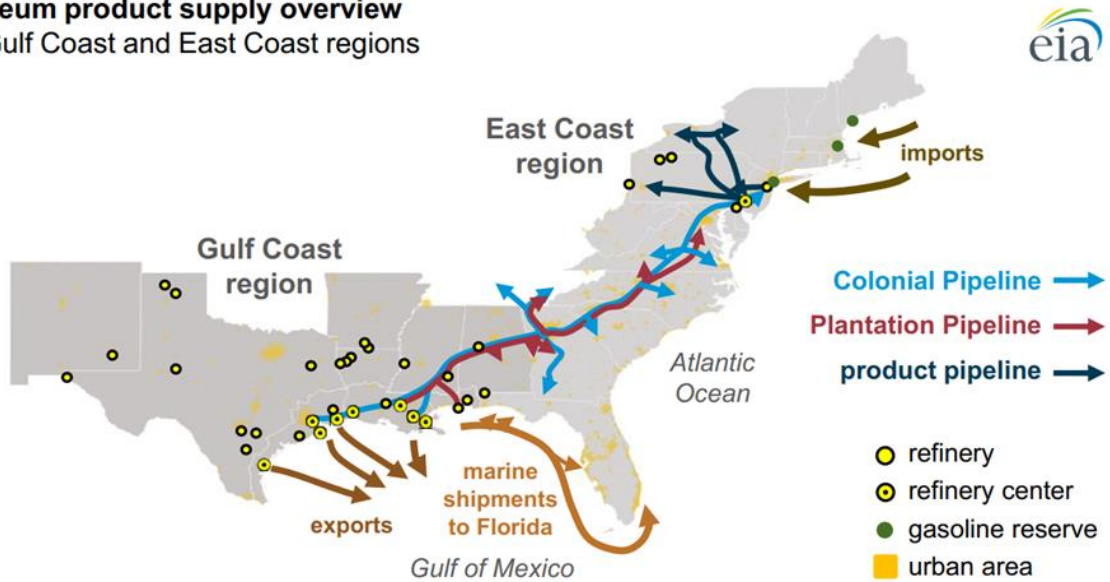 eum product supply overview
Gulf Coast and East Coast regions
eia
East Coast
region
imports
Gulf Coast
region
Colonial Pipeline
Plantation Pipeline
product pipeline
Atlantic
Ocean
refinery
refinery center
gasoline reserve
urban area
marine
shipments
to Florida
exports
Gulf of Mexico